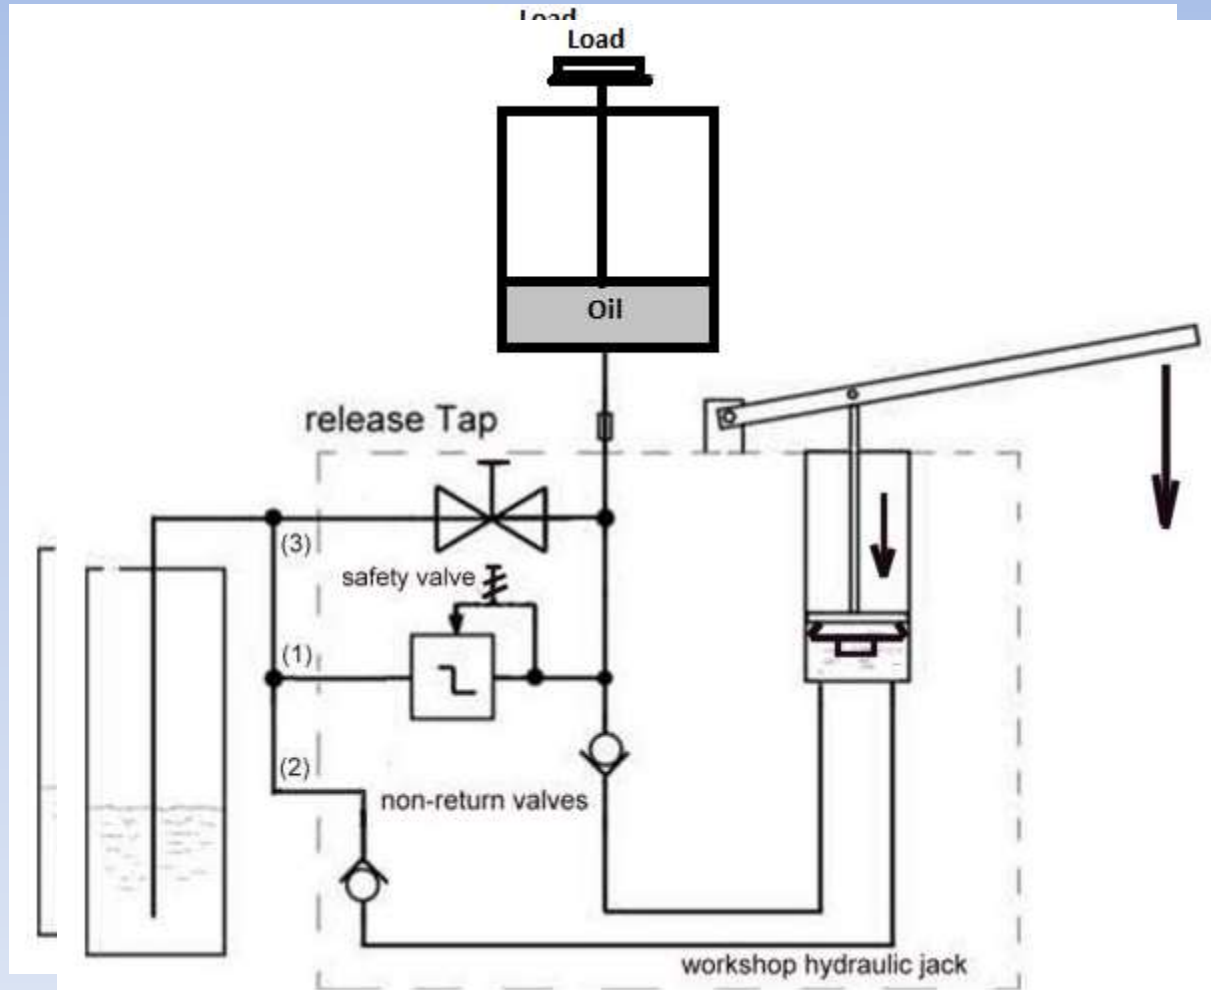 Load
Load
Oil
release Tap
(3)
safety valve
(1)
(2)
non-return valves
workshop hydraulic jack